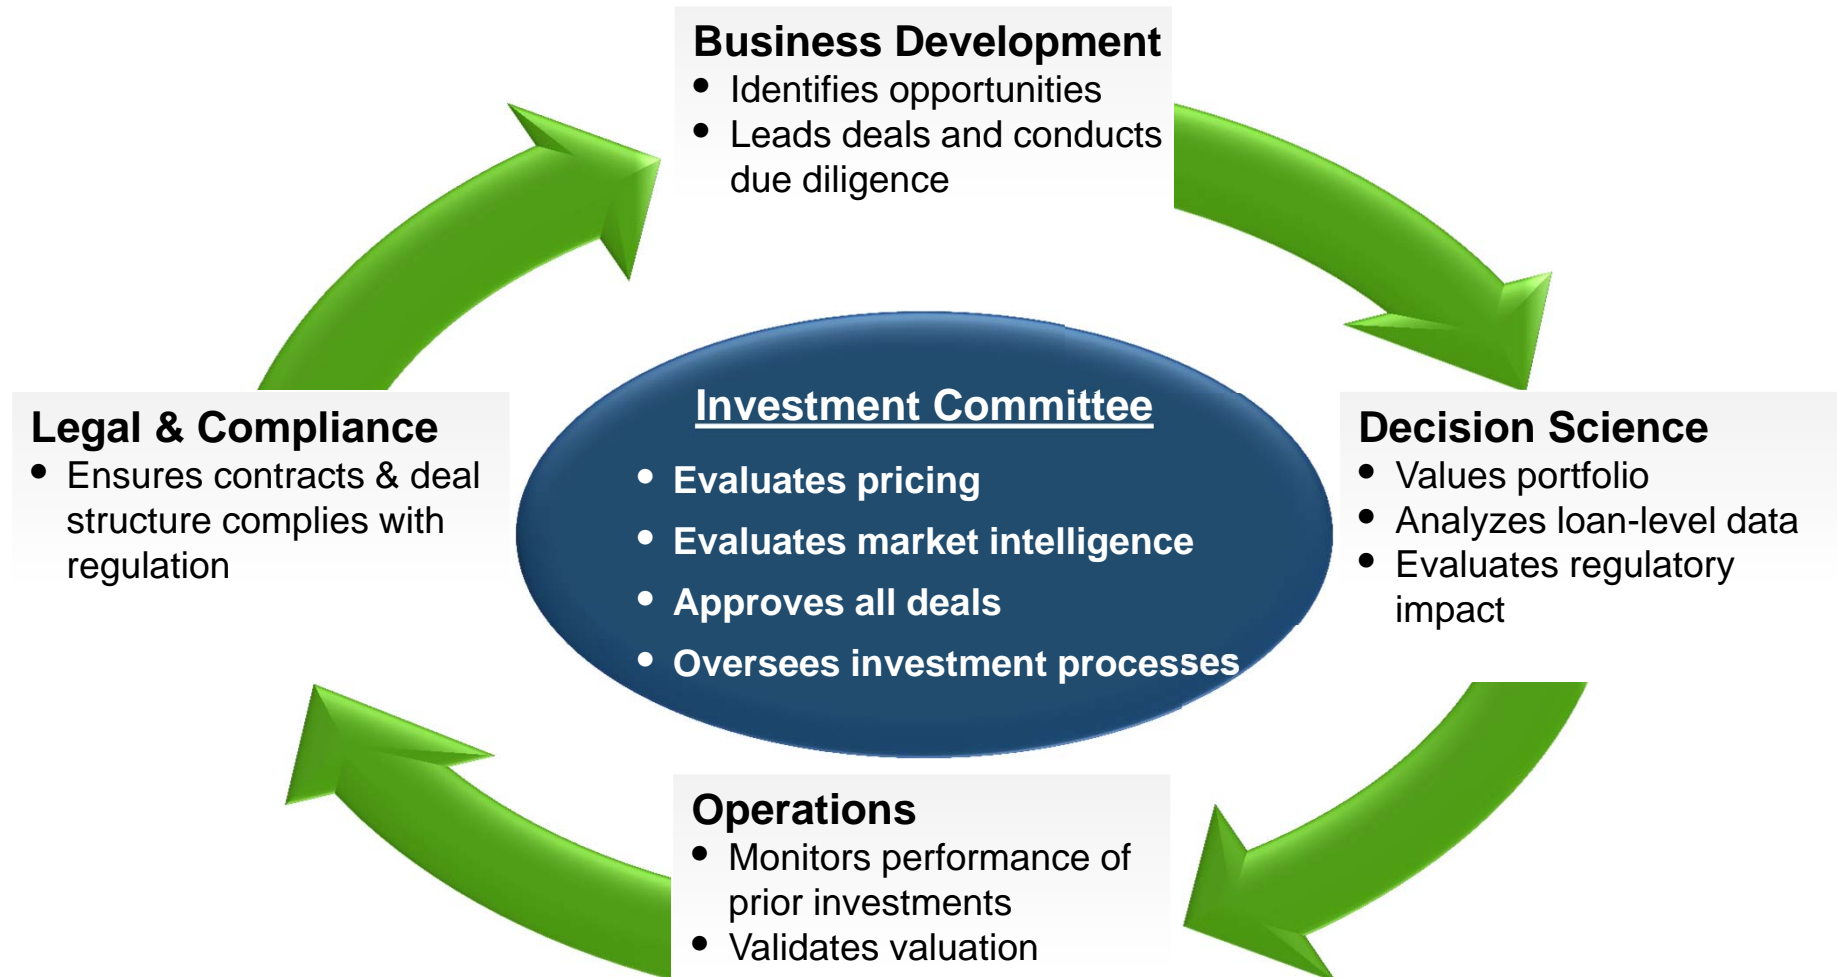 Business Development
• Identifies opportunities
• Leads deals and conducts
due diligence
Legal & Compliance
• Ensures contracts & deal
structure complies with
regulation
Investment Committee
• Evaluates pricing
• Evaluates market intelligence
• Approves all deals
• Oversees investment processes
Decision Science
• Values portfolio
• Analyzes loan-level data
• Evaluates regulatory
impact
Operations
• Monitors performance of
prior investments
• Validates valuation